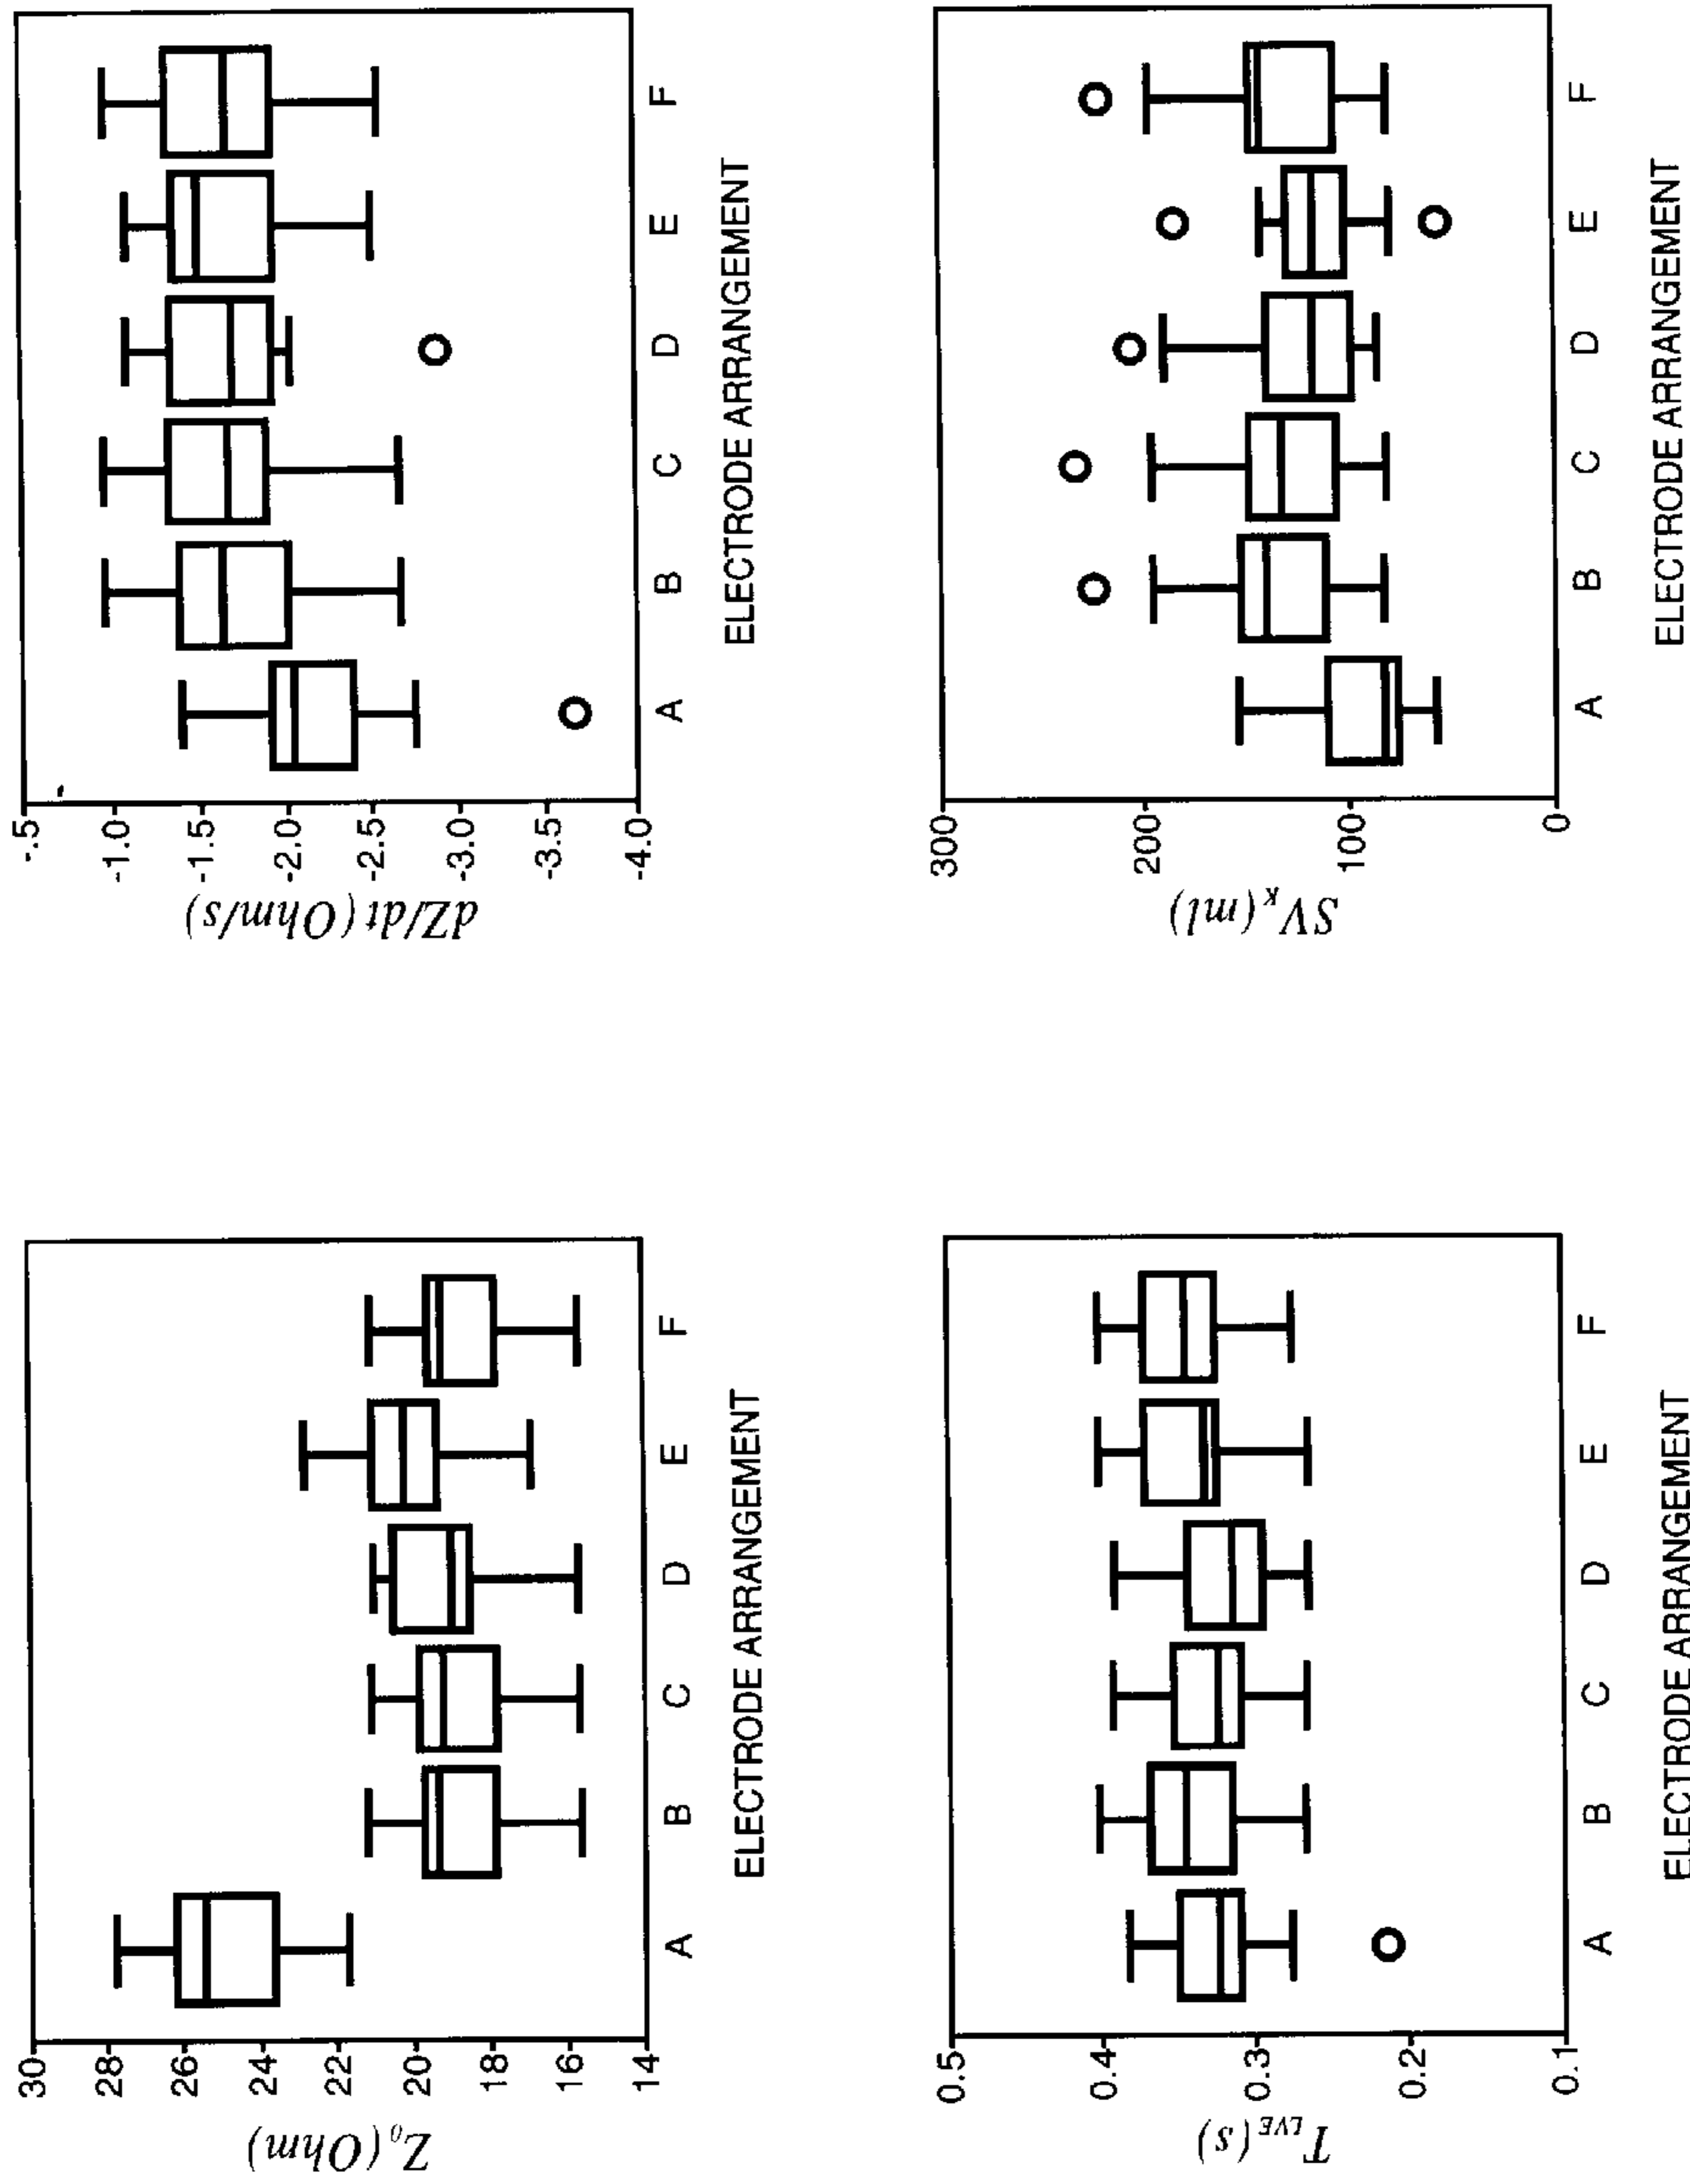 Z₀ (Ohm)
30
28
26
24
22
20
18
16
14
A B C D E F
ELECTRODE ARRANGEMENT
dZ/dt (Ohm/s)
-.5
-1.0
-1.5
-2.0
-2.5
-3.0
-3.5
-4.0
A B C D E F
ELECTRODE ARRANGEMENT
T_LVE (s)
0.5
0.4
0.3
0.2
0.1
A B C D E F
ELECTRODE ARRANGEMENT
SV_K (ml)
300
200
100
0
A B C D E F
ELECTRODE ARRANGEMENT